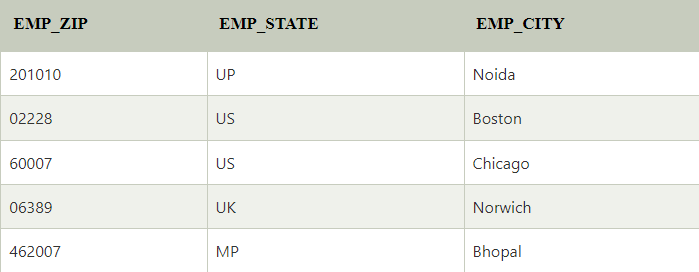 EMP_ZIP EMP_STATE EMP_CITY
201010 UP Noida
02228 US Boston
60007 US Chicago
06389 UK Norwich
462007 MP Bhopal